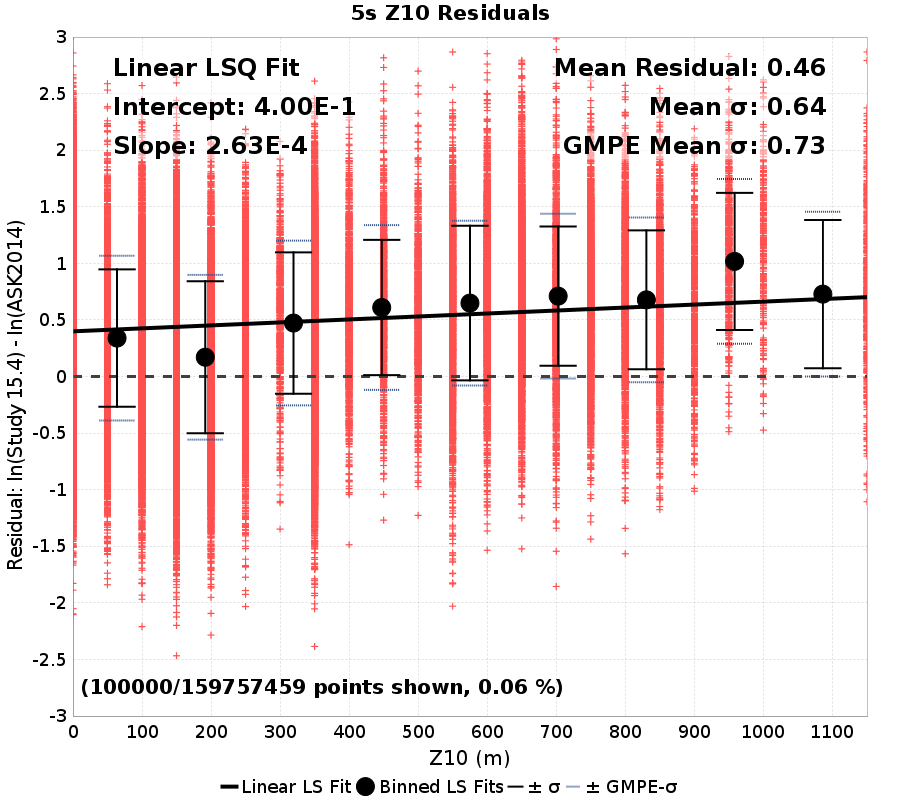 5s Z10 Residuals
Linear LSQ Fit
Intercept: 4.00E-1
Slope: 2.63E-4
Mean Residual: 0.46
Mean σ: 0.64
GMPE Mean σ: 0.73
Residual: ln(Study 15.4) - ln(ASK2014)
3
2.5
2
1.5
1
0.5
0
-0.5
-1
-1.5
-2
-2.5
-3
(100000/159757459 points shown, 0.06 %)
0 100 200 300 400 500 600 700 800 900 1000 1100
Z10 (m)
Linear LS Fit Binned LS Fits ± σ ± GMPE-σ